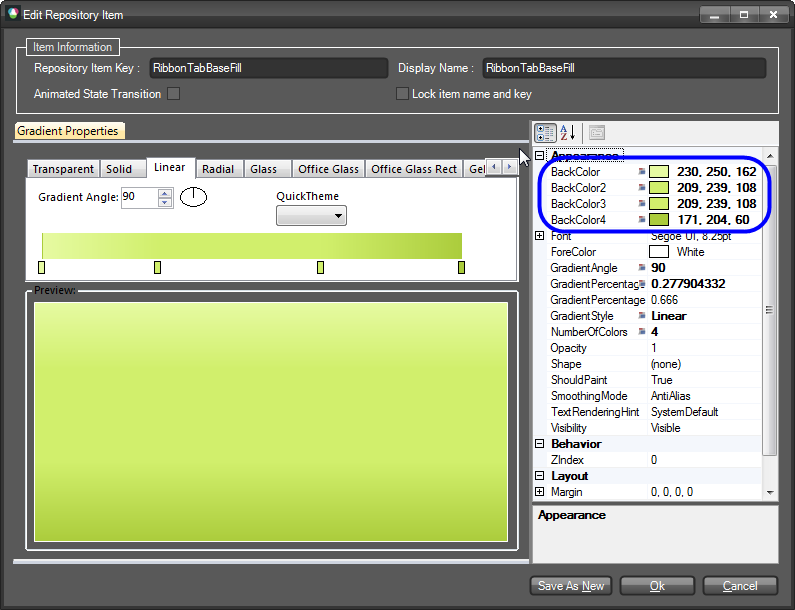 Edit Repository Item
Item Information
Repository Item Key : RibbonTabBaseFill Display Name : RibbonTabBaseFill
Animated State Transition Lock item name and key
Gradient Properties
Transparent Solid Linear Radial Glass Office Glass Office Glass Rect Gel
Gradient Angle: 90
QuickTheme
Preview:
Appearance
BackColor 230, 250, 162
BackColor2 209, 239, 108
BackColor3 209, 239, 108
BackColor4 171, 204, 60
Font Segoe UI, 8.25pt
ForeColor White
GradientAngle 90
GradientPercentag 0.277904332
GradientPercentage 0.666
GradientStyle Linear
NumberOfColors 4
Opacity 1
Shape (none)
ShouldPaint True
SmoothingMode AntiAlias
TextRenderingHint SystemDefault
Visibility Visible
Behavior
ZIndex 0
Layout
Margin 0, 0, 0, 0
Appearance
Save As New Ok Cancel